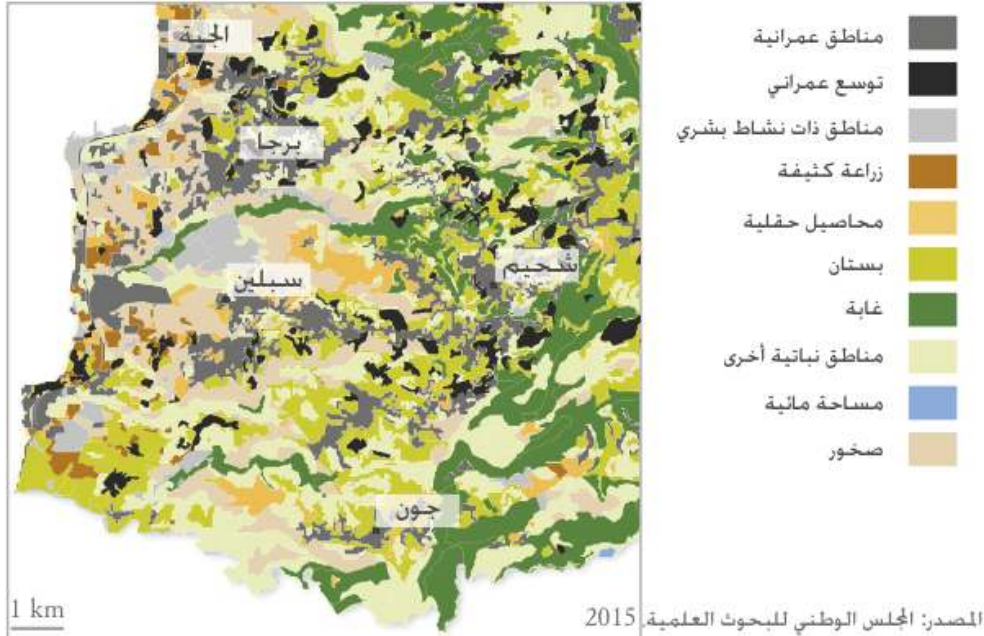 الجية
برجا
سبلين
شحيم
جون
1 km
مناطق عمرانية
توسع عمراني
مناطق ذات نشاط بشري
زراعة كثيفة
محاصيل حقلية
بستان
غابة
مناطق نباتية أخرى
مساحة مائية
صخور
المصدر: المجلس الوطني للبحوث العلمية، 2015